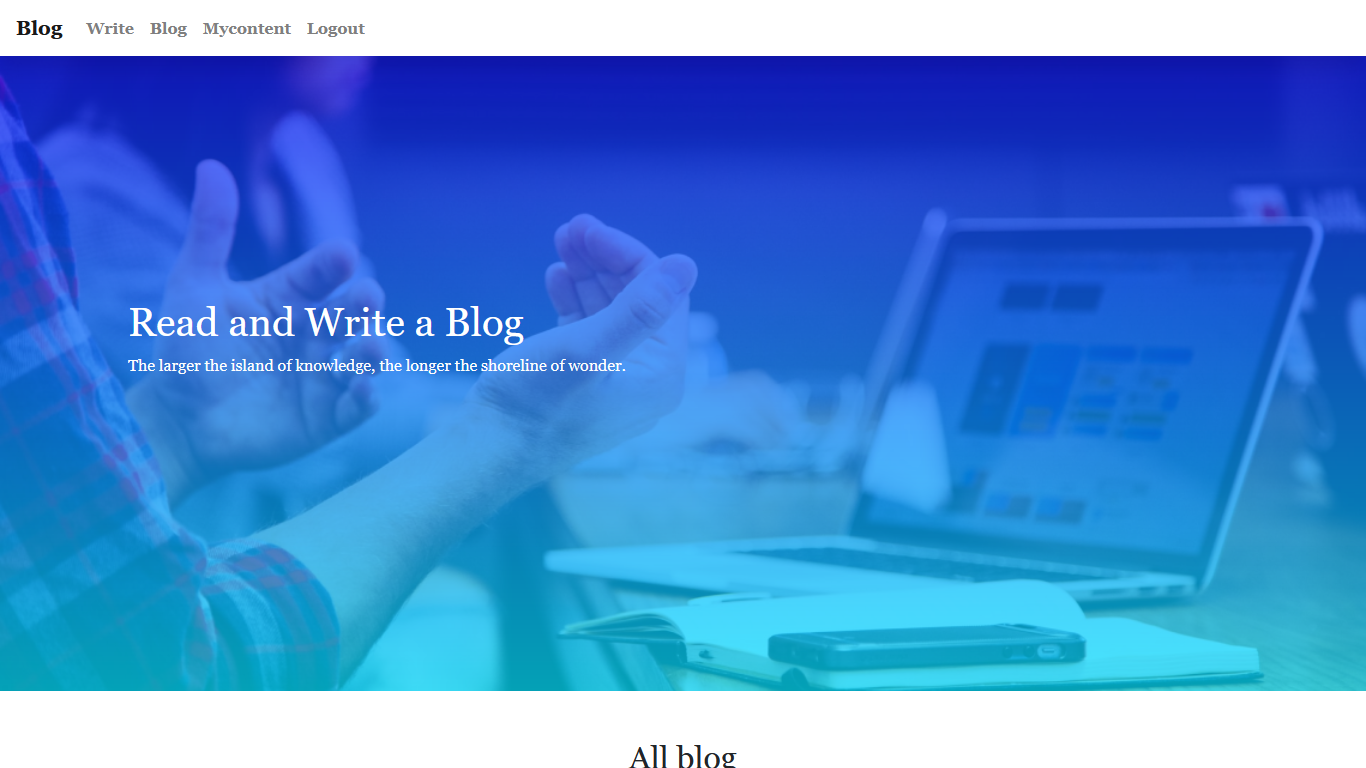 Blog Write Blog Mycontent Logout
Read and Write a Blog
The larger the island of knowledge, the longer the shoreline of wonder.
All blog